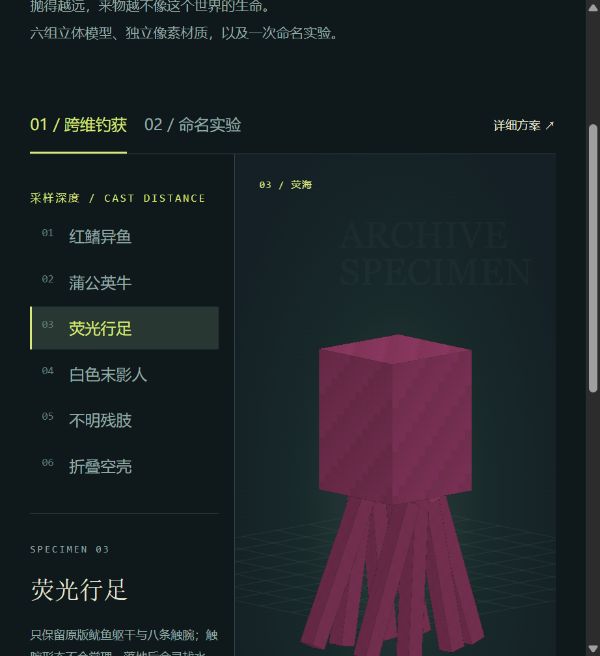 抛得越远，来物越不像这个世界的生命。
六组立体模型、独立像素材质，以及一次命名实验。
01 / 跨维钓获
02 / 命名实验
详细方案 ↗
采样深度 / CAST DISTANCE
01 红鳍异鱼
02 蒲公英牛
03 荧光行足
04 白色末影人
05 不明残肢
06 折叠空壳
SPECIMEN 03
荧光行足
只保留原版鱿鱼躯干与八条触腕；触
03 / 荧海
ARCHIVE
SPECIMEN